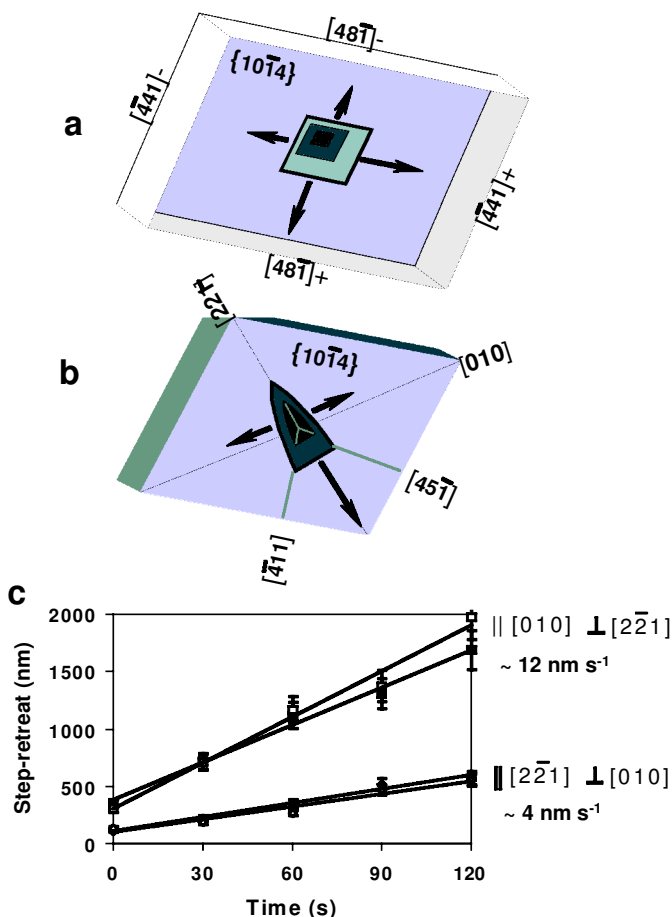 [481̄]-
{101̄4}
[4̄41]-
a
[4̄41]+
[481̄]+
[221̄]
b
{101̄4}
[010]
[451̄]
[4̄11]
c
2000
1500
1000
500
0
Step-retreat (nm)
0 30 60 90 120
Time (s)
|| [010] ⊥ [22̄1]
~ 12 nm s⁻¹
|| [22̄1] ⊥ [010]
~ 4 nm s⁻¹